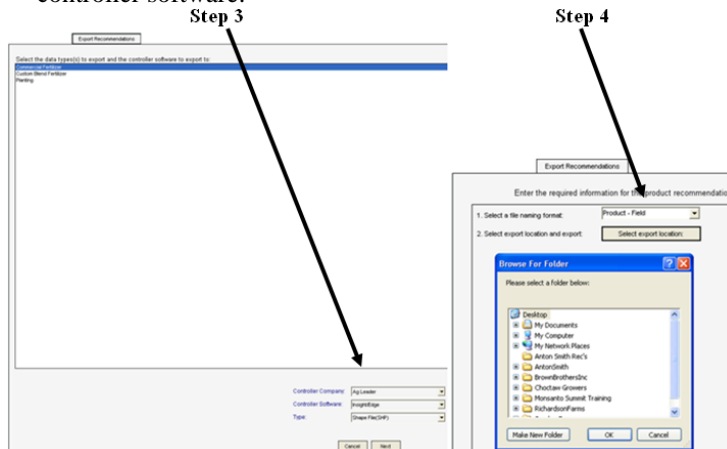 controller software.
Step 3
Step 4
Export Recommendations
Select the data types(s) to export and the controller software to export to:
Commercial Fertilizer
Custom Blend Fertilizer
Planting
Controller Company: Ag Leader
Controller Software: Insight/Edge
Type: Shape File(SHP)
Cancel Next
Export Recommendations
Enter the required information for the product recommendatio
1. Select a file naming format: Product - Field
2. Select export location and export: Select export location:
Browse For Folder
Please select a folder below:
Desktop
My Documents
My Computer
My Network Places
Anton Smith Rec's
AntonSmith
BrownBrothersInc
Choctaw Growers
Monsanto Summit Training
RichardsonFarms
Make New Folder OK Cancel